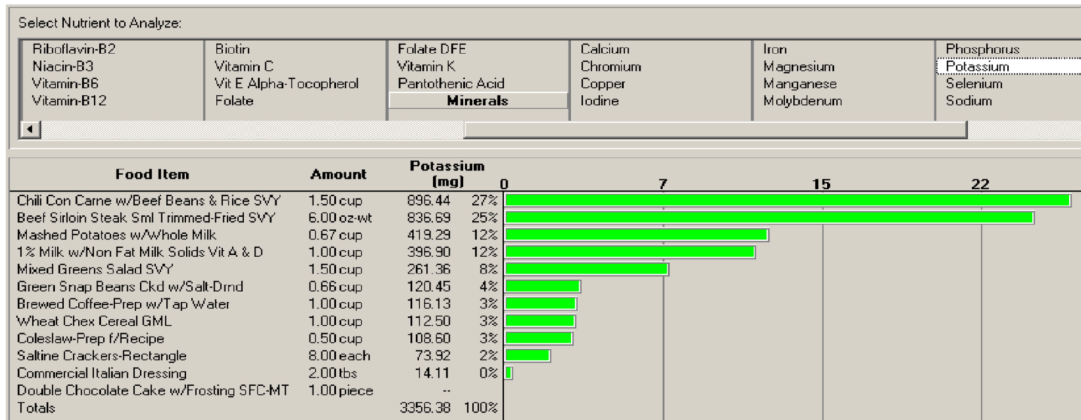 Select Nutrient to Analyze:
Riboflavin-B2 Biotin Folate DFE Calcium Iron Phosphorus
Niacin-B3 Vitamin C Vitamin K Chromium Magnesium Potassium
Vitamin-B6 Vit E Alpha-Tocopherol Pantothenic Acid Copper Manganese Selenium
Vitamin-B12 Folate Minerals Iodine Molybdenum Sodium
Food Item Amount Potassium (mg) 0 7 15 22
Chili Con Carne w/Beef Beans & Rice SVY 1.50 cup 896.44 27%
Beef Sirloin Steak Sml Trimmed-Fried SVY 6.00 oz-wt 836.69 25%
Mashed Potatoes w/Whole Milk 0.67 cup 419.29 12%
1% Milk w/Non Fat Milk Solids Vit A & D 1.00 cup 396.90 12%
Mixed Greens Salad SVY 1.50 cup 261.36 8%
Green Snap Beans Ckd w/Salt-Drnd 0.66 cup 120.45 4%
Brewed Coffee-Prep w/Tap Water 1.00 cup 116.13 3%
Wheat Chex Cereal GML 1.00 cup 112.50 3%
Coleslaw-Prep f/Recipe 0.50 cup 108.60 3%
Saltine Crackers-Rectangle 8.00 each 73.92 2%
Commercial Italian Dressing 2.00 tbs 14.11 0%
Double Chocolate Cake w/Frosting SFC-MT 1.00 piece --
Totals 3356.38 100%